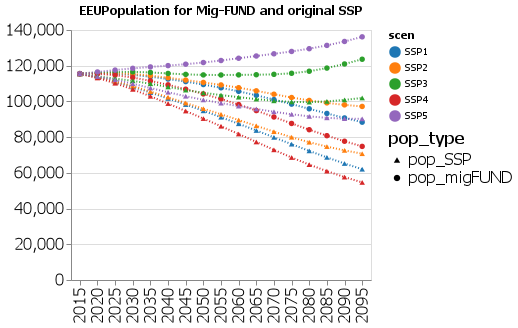 EEUPopulation for Mig-FUND and original SSP
140,000
120,000
100,000
80,000
60,000
40,000
20,000
0
2015
2020
2025
2030
2035
2040
2045
2050
2055
2060
2065
2070
2075
2080
2085
2090
2095
scen
SSP1
SSP2
SSP3
SSP4
SSP5
pop_type
pop_SSP
pop_migFUND